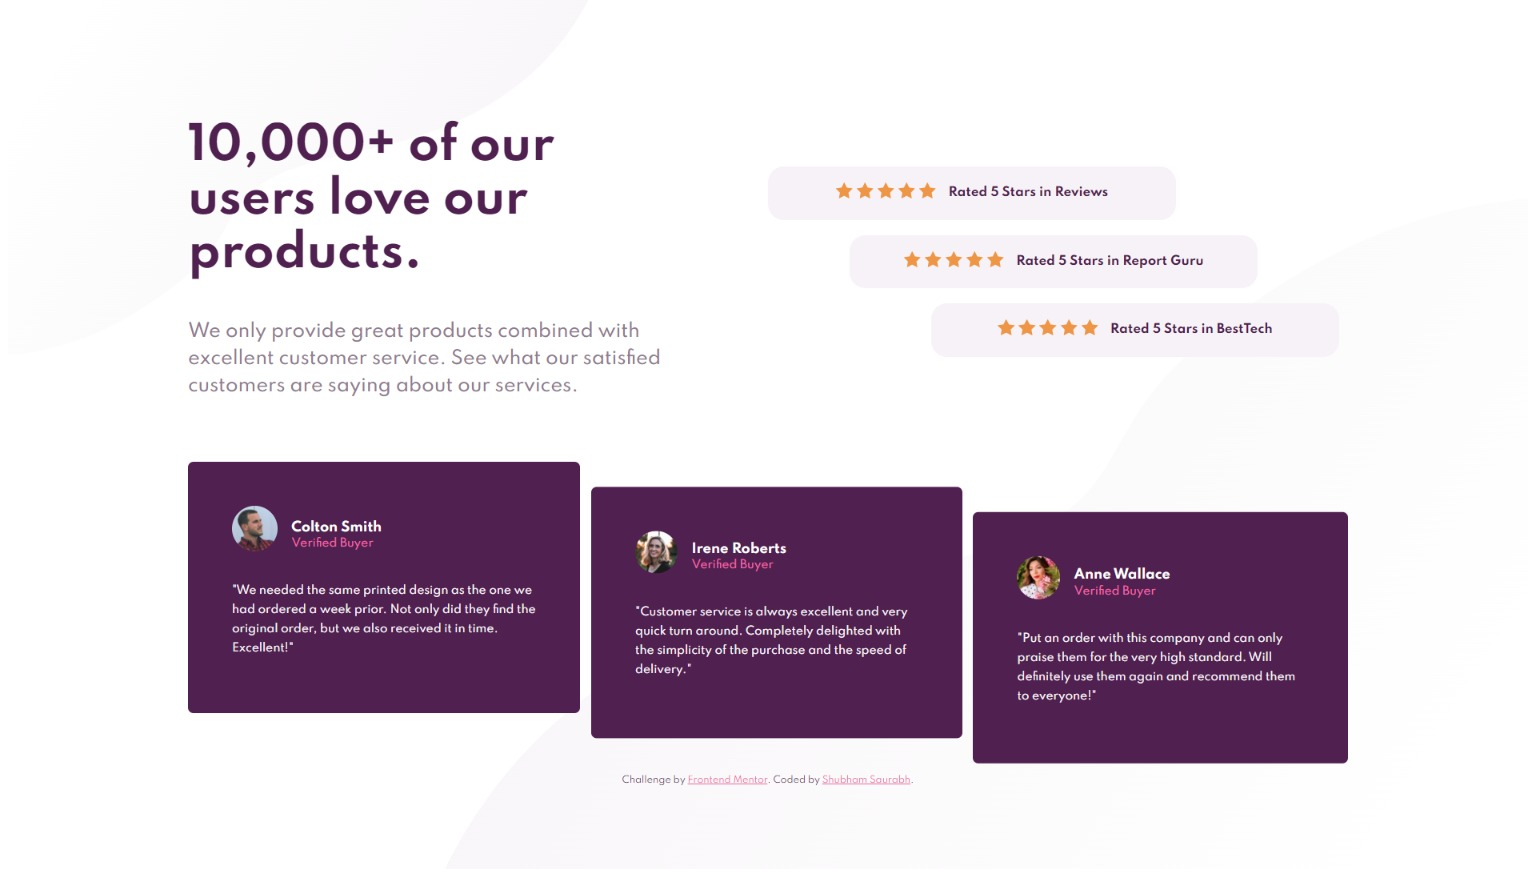 10,000+ of our
users love our
products.
We only provide great products combined with
excellent customer service. See what our satisfied
customers are saying about our services.
Rated 5 Stars in Reviews
Rated 5 Stars in Report Guru
Rated 5 Stars in BestTech
Colton Smith
Verified Buyer
"We needed the same printed design as the one we
had ordered a week prior. Not only did they find the
original order, but we also received it in time.
Excellent!"
Irene Roberts
Verified Buyer
"Customer service is always excellent and very
quick turn around. Completely delighted with
the simplicity of the purchase and the speed of
delivery."
Anne Wallace
Verified Buyer
"Put an order with this company and can only
praise them for the very high standard. Will
definitely use them again and recommend them
to everyone!"
Challenge by Frontend Mentor. Coded by Shubham Saurabh.